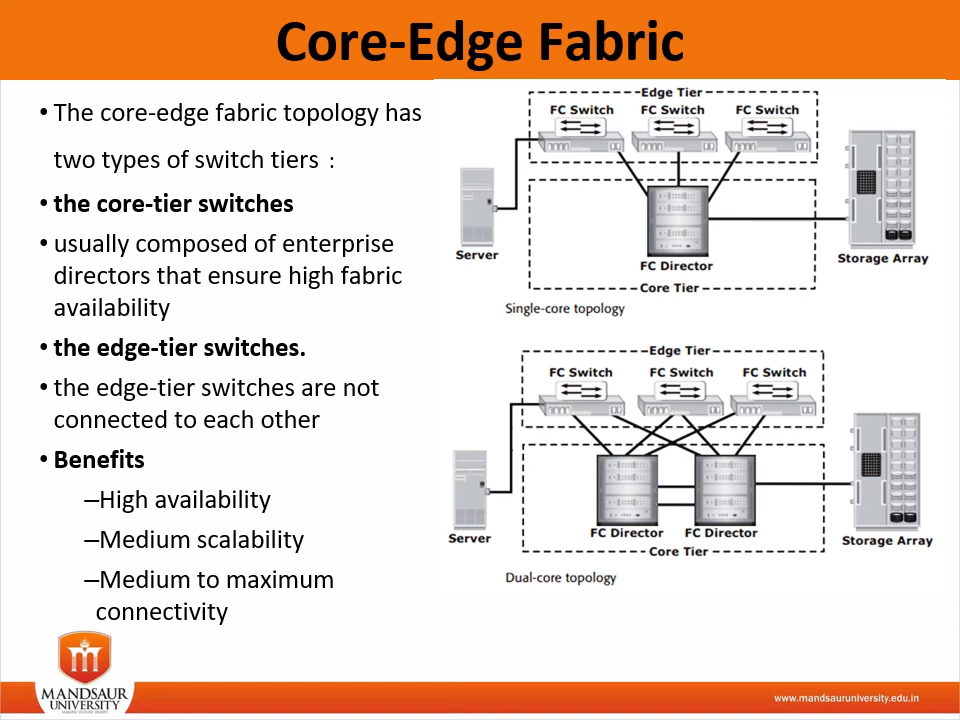 Core-Edge Fabric
• The core-edge fabric topology has
two types of switch tiers :
• the core-tier switches
• usually composed of enterprise
directors that ensure high fabric
availability
• the edge-tier switches.
• the edge-tier switches are not
connected to each other
• Benefits
–High availability
–Medium scalability
–Medium to maximum
connectivity
Edge Tier
FC Switch FC Switch FC Switch
Server
FC Director
Storage Array
Core Tier
Single-core topology
Edge Tier
FC Switch FC Switch FC Switch
Server
FC Director FC Director
Storage Array
Core Tier
Dual-core topology
MANDSAUR
UNIVERSITY
www.mandsauruniversity.edu.in